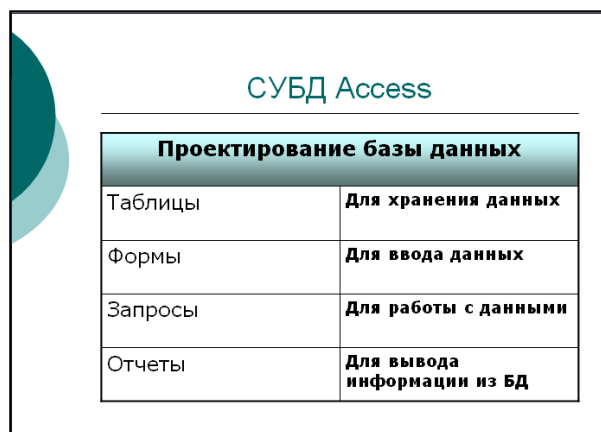 СУБД Access
Проектирование базы данных
Таблицы
Для хранения данных
Формы
Для ввода данных
Запросы
Для работы с данными
Отчеты
Для вывода
информации из БД